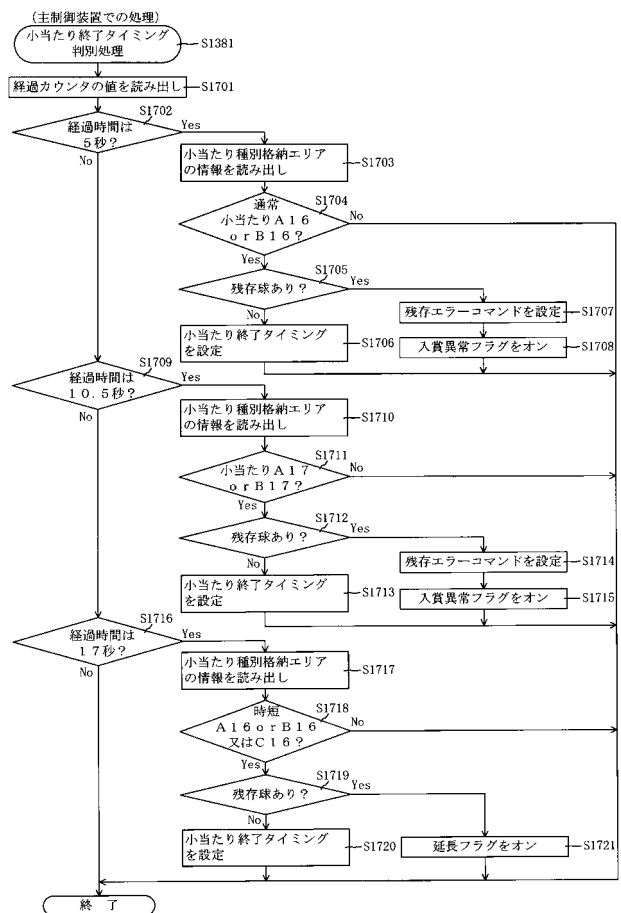 (主制御装置での処理)
小当たり終了タイミング
判別処理
S1381
経過カウンタの値を読み出し
S1701
S1702
経過時間は
5秒?
Yes
No
小当たり種別格納エリア
の情報を読み出し
S1703
S1704
通常
小当たりA16
orB16?
No
Yes
S1705
残存球あり?
Yes
No
小当たり終了タイミング
を設定
S1706
残存エラーコマンドを設定
S1707
入賞異常フラグをオン
S1708
S1709
経過時間は
10.5秒?
Yes
No
小当たり種別格納エリア
の情報を読み出し
S1710
S1711
小当たりA17
orB17?
No
Yes
S1712
残存球あり?
Yes
No
小当たり終了タイミング
を設定
S1713
残存エラーコマンドを設定
S1714
入賞異常フラグをオン
S1715
S1716
経過時間は
17秒?
Yes
No
小当たり種別格納エリア
の情報を読み出し
S1717
S1718
時短
A16orB16
又はC16?
No
Yes
S1719
残存球あり?
Yes
No
小当たり終了タイミング
を設定
S1720
延長フラグをオン
S1721
終 了